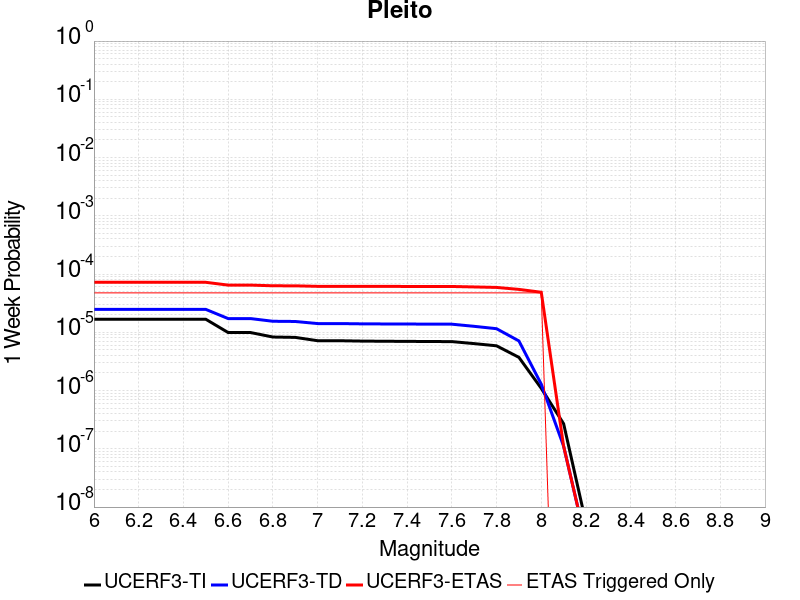 Pleito
10 0
10 -1
10 -2
10 -3
10 -4
10 -5
10 -6
10 -7
10 -8
1 Week Probability
6 6.2 6.4 6.6 6.8 7 7.2 7.4 7.6 7.8 8 8.2 8.4 8.6 8.8 9
Magnitude
UCERF3-TI UCERF3-TD UCERF3-ETAS ETAS Triggered Only